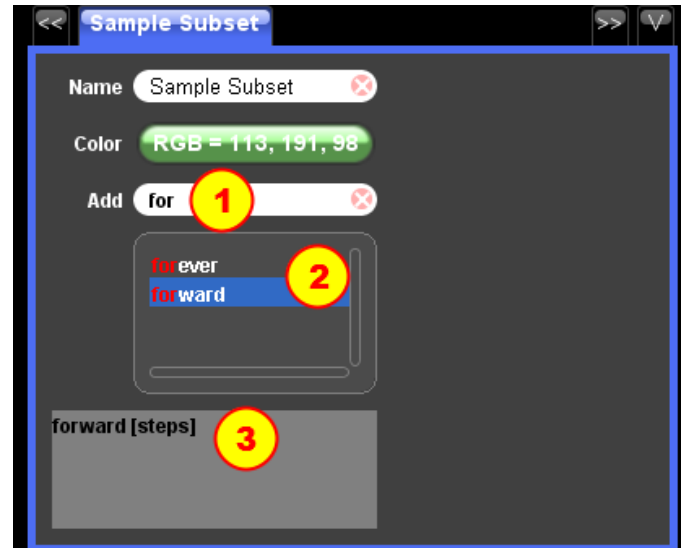 << Sample Subset >> V
Name Sample Subset
Color RGB = 113, 191, 98
Add for 1
forever 2
forward
forward [steps] 3